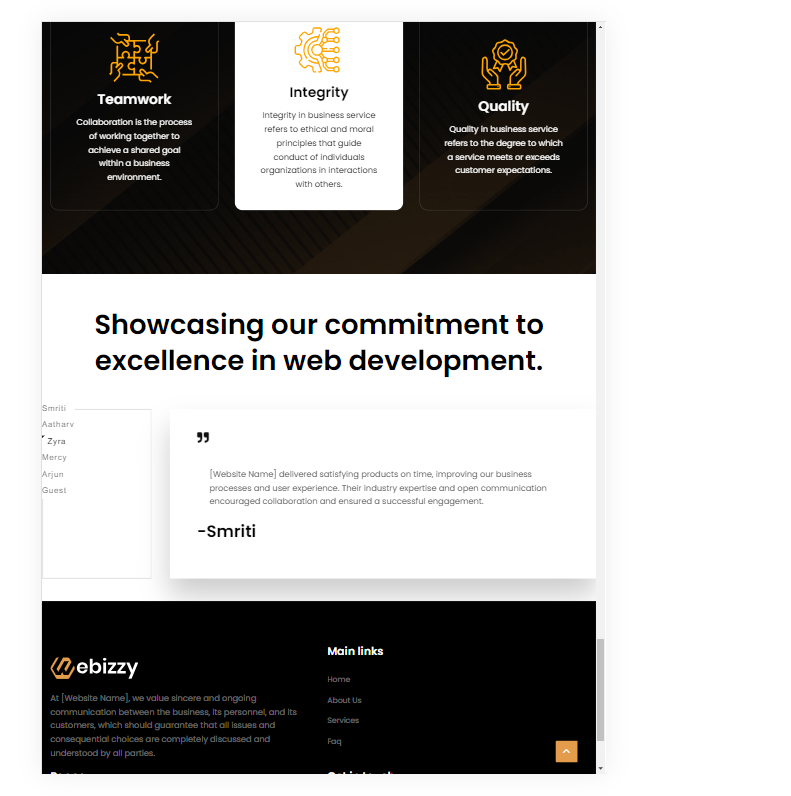 Teamwork
Collaboration is the process
of working together to
achieve a shared goal
within a business
environment.
Integrity
Integrity in business service
refers to ethical and moral
principles that guide
conduct of individuals
organizations in interactions
with others.
Quality
Quality in business service
refers to the degree to which
a service meets or exceeds
customer expectations.
Showcasing our commitment to
excellence in web development.
Smriti
Aatharv
Zyra
Mercy
Arjun
Guest
[Website Name] delivered satisfying products on time, improving our business
processes and user experience. Their industry expertise and open communication
encouraged collaboration and ensured a successful engagement.
-Smriti
Webizzy
At [Website Name], we value sincere and ongoing
communication between the business, its personnel, and its
customers, which should guarantee that all issues and
consequential choices are completely discussed and
understood by all parties.
Main links
Home
About Us
Services
Faq